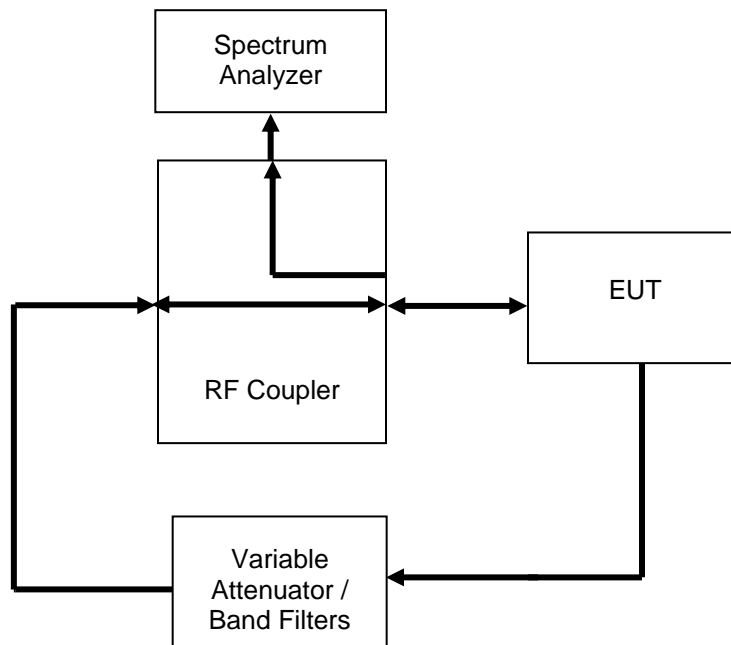 Spectrum
Analyzer
EUT
RF Coupler
Variable
Attenuator /
Band Filters